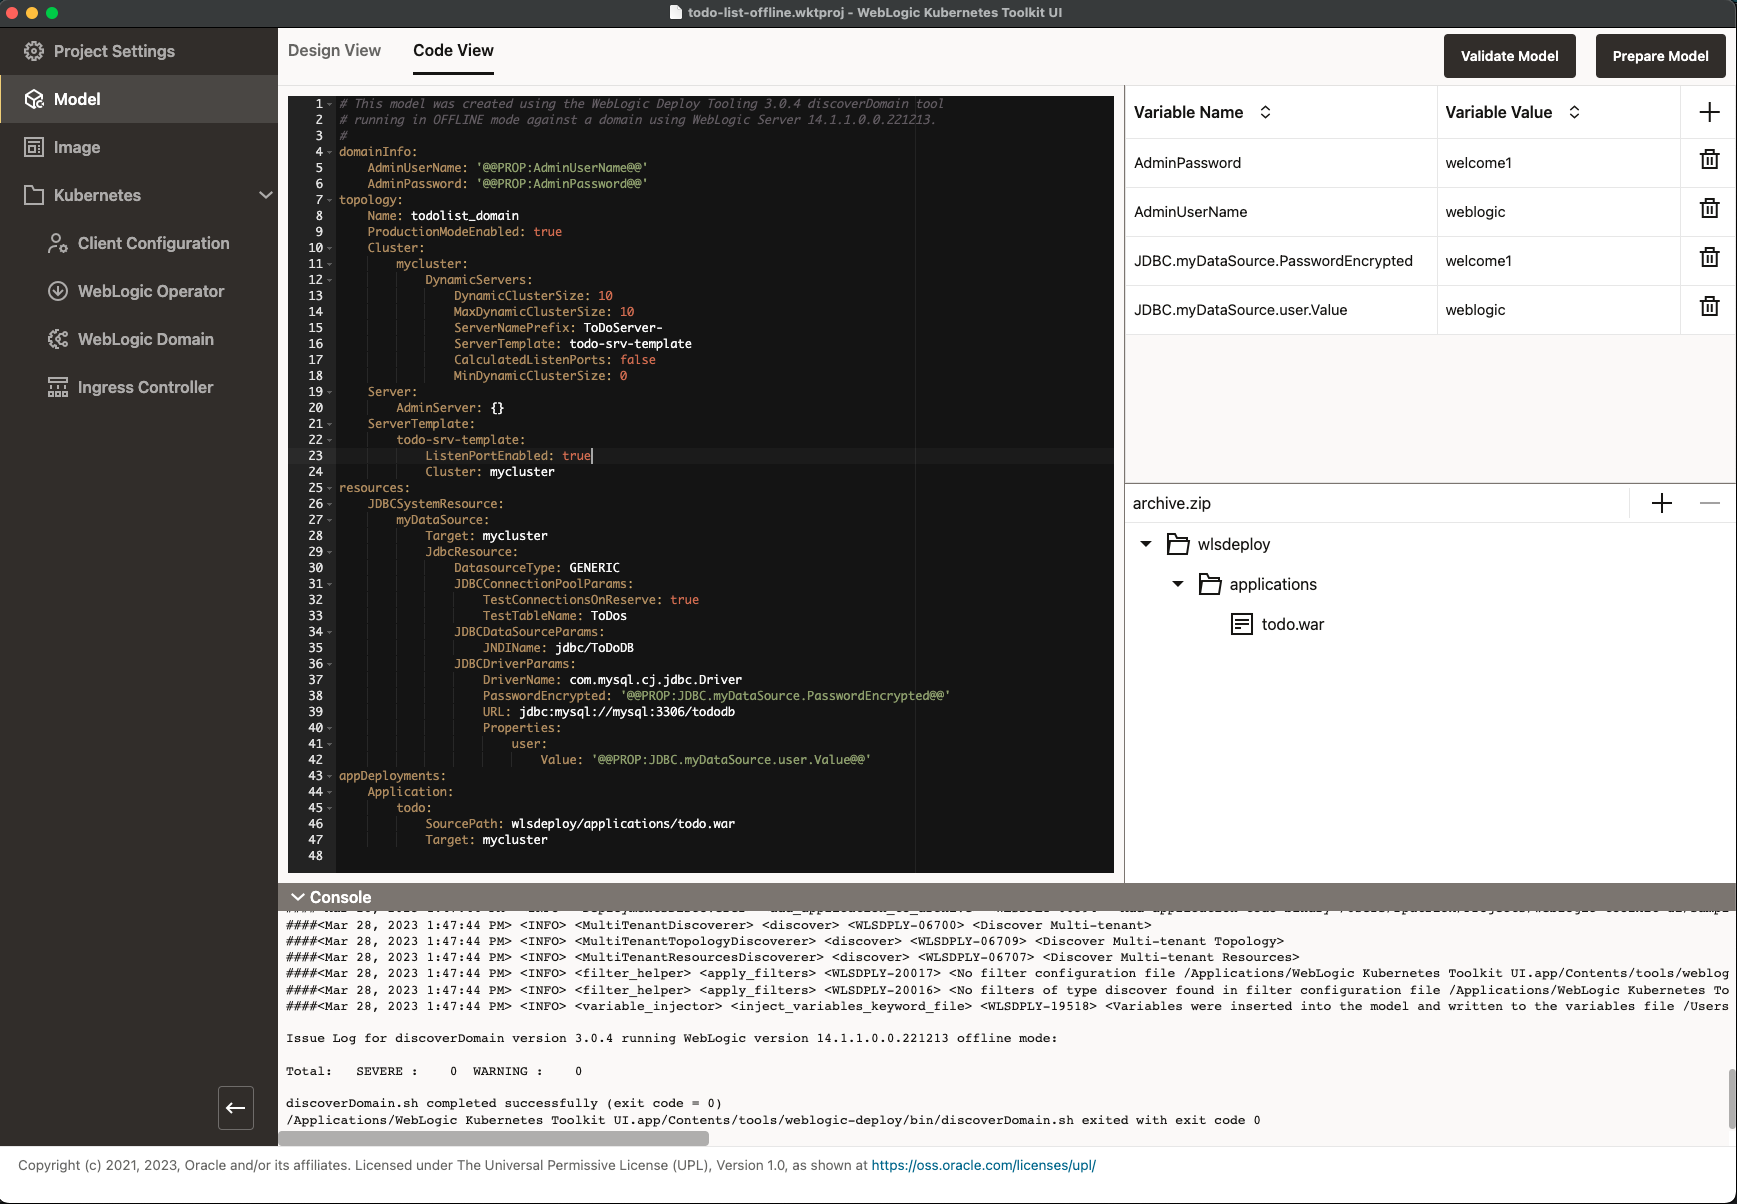 todo-list-offline.wktproj - WebLogic Kubernetes Toolkit UI
Project Settings
Model
Image
Kubernetes
Client Configuration
WebLogic Operator
WebLogic Domain
Ingress Controller
Design View
Code View
Validate Model
Prepare Model
1 # This model was created using the WebLogic Deploy Tooling 3.0.4 discoverDomain tool
2 # running in OFFLINE mode against a domain using WebLogic Server 14.1.1.0.0.221213.
3 #
4 domainInfo:
5 AdminUserName: '@@PROP:AdminUserName@@'
6 AdminPassword: '@@PROP:AdminPassword@@'
7 topology:
8 Name: todolist_domain
9 ProductionModeEnabled: true
10 Cluster:
11 mycluster:
12 DynamicServers:
13 DynamicClusterSize: 10
14 MaxDynamicClusterSize: 10
15 ServerNamePrefix: ToDoServer-
16 ServerTemplate: todo-srv-template
17 CalculatedListenPorts: false
18 MinDynamicClusterSize: 0
19 Server:
20 AdminServer: {}
21 ServerTemplate:
22 todo-srv-template:
23 ListenPortEnabled: true
24 Cluster: mycluster
25 resources:
26 JDBCSystemResource:
27 myDataSource:
28 Target: mycluster
29 JdbcResource:
30 DatasourceType: GENERIC
31 JDBCConnectionPoolParams:
32 TestConnectionsOnReserve: true
33 TestTableName: ToDos
34 JDBCDataSourceParams:
35 JNDIName: jdbc/ToDoDB
36 JDBCDriverParams:
37 DriverName: com.mysql.cj.jdbc.Driver
38 PasswordEncrypted: '@@PROP:JDBC.myDataSource.PasswordEncrypted@@'
39 URL: jdbc:mysql://mysql:3306/tododb
40 Properties:
41 user:
42 Value: '@@PROP:JDBC.myDataSource.user.Value@@'
43 appDeployments:
44 Application:
45 todo:
46 SourcePath: wlsdeploy/applications/todo.war
47 Target: mycluster
48
Variable Name Variable Value
AdminPassword welcome1
AdminUserName weblogic
JDBC.myDataSource.PasswordEncrypted welcome1
JDBC.myDataSource.user.Value weblogic
archive.zip
wlsdeploy
applications
todo.war
Console
####<Mar 28, 2023 1:47:44 PM> <INFO> <MultiTenantDiscoverer> <discover> <WLSDPLY-06700> <Discover Multi-tenant>
####<Mar 28, 2023 1:47:44 PM> <INFO> <MultiTenantTopologyDiscoverer> <discover> <WLSDPLY-06709> <Discover Multi-tenant Topology>
####<Mar 28, 2023 1:47:44 PM> <INFO> <MultiTenantResourcesDiscoverer> <discover> <WLSDPLY-06707> <Discover Multi-tenant Resources>
####<Mar 28, 2023 1:47:44 PM> <INFO> <filter_helper> <apply_filters> <WLSDPLY-20017> <No filter configuration file /Applications/WebLogic Kubernetes Toolkit UI.app/Contents/tools/weblog
####<Mar 28, 2023 1:47:44 PM> <INFO> <filter_helper> <apply_filters> <WLSDPLY-20016> <No filters of type discover found in filter configuration file /Applications/WebLogic Kubernetes To
####<Mar 28, 2023 1:47:44 PM> <INFO> <variable_injector> <inject_variables_keyword_file> <WLSDPLY-19518> <Variables were inserted into the model and written to the variables file /Users
Issue Log for discoverDomain version 3.0.4 running WebLogic version 14.1.1.0.0.221213 offline mode:
Total: SEVERE : 0 WARNING : 0
discoverDomain.sh completed successfully (exit code = 0)
/Applications/WebLogic Kubernetes Toolkit UI.app/Contents/tools/weblogic-deploy/bin/discoverDomain.sh exited with exit code 0
Copyright (c) 2021, 2023, Oracle and/or its affiliates. Licensed under The Universal Permissive License (UPL), Version 1.0, as shown at https://oss.oracle.com/licenses/upl/